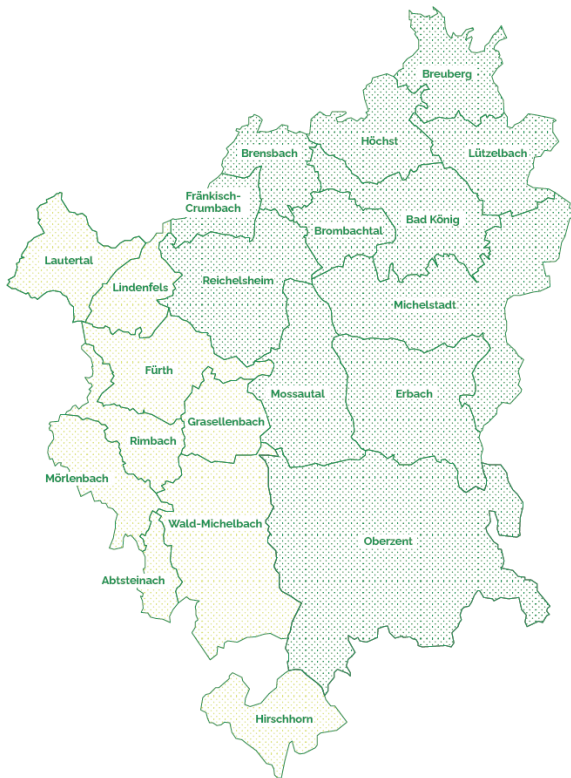 Breuberg
Höchst
Brensbach
Lützelbach
Fränkisch-
Crumbach
Bad König
Brombachtal
Lautertal
Reichelsheim
Lindenfels
Michelstadt
Fürth
Mossautal
Erbach
Grasellenbach
Rimbach
Mörlenbach
Wald-Michelbach
Oberzent
Abtsteinach
Hirschhorn